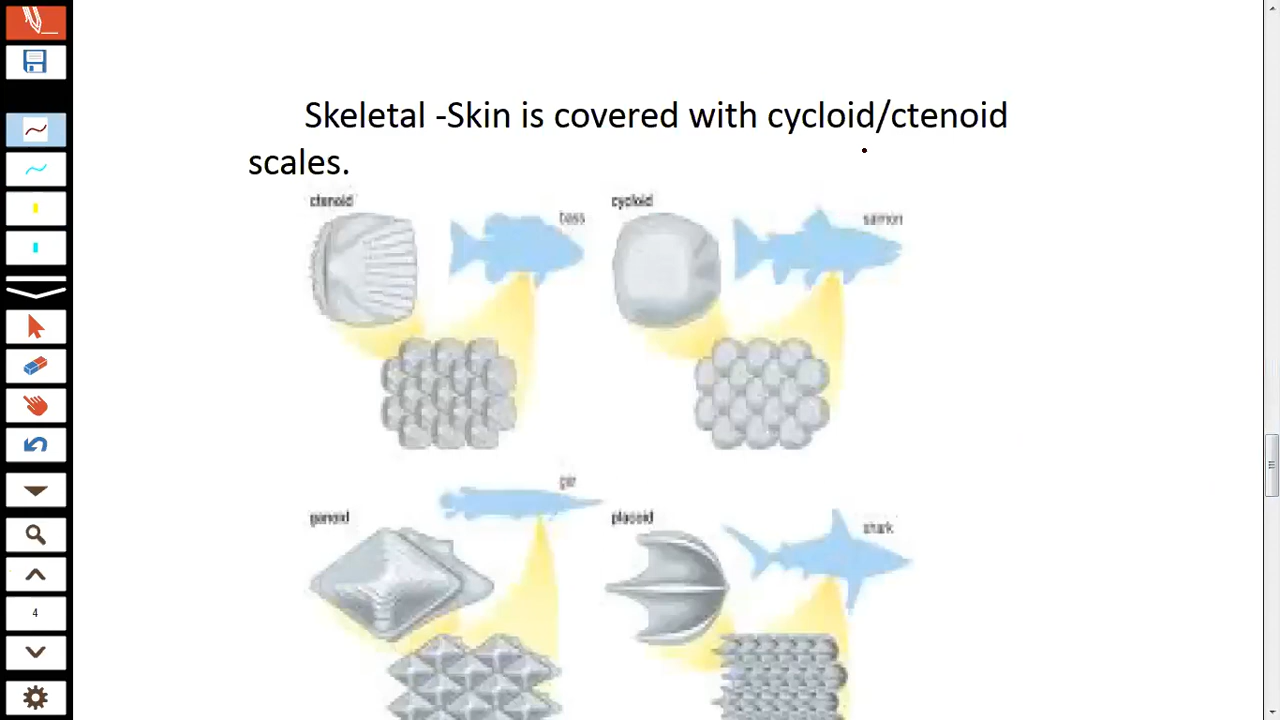 Skeletal -Skin is covered with cycloid/ctenoid
scales.
ctenoid
bass
cycloid
salmon
gar
ganoid
placoid
shark
4